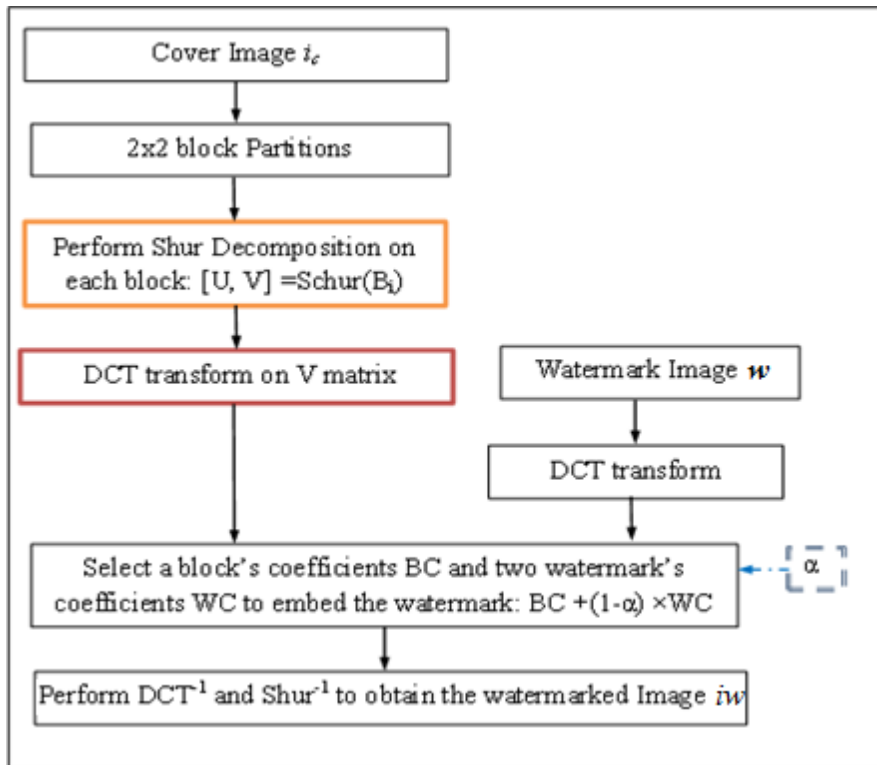 Cover Image i_c
2x2 block Partitions
Perform Shur Decomposition on
each block: [U, V] =Schur(B_i)
DCT transform on V matrix
Watermark Image w
DCT transform
Select a block's coefficients BC and two watermark's
coefficients WC to embed the watermark: BC +(1-α) ×WC
α
Perform DCT⁻¹ and Shur⁻¹ to obtain the watermarked Image iw